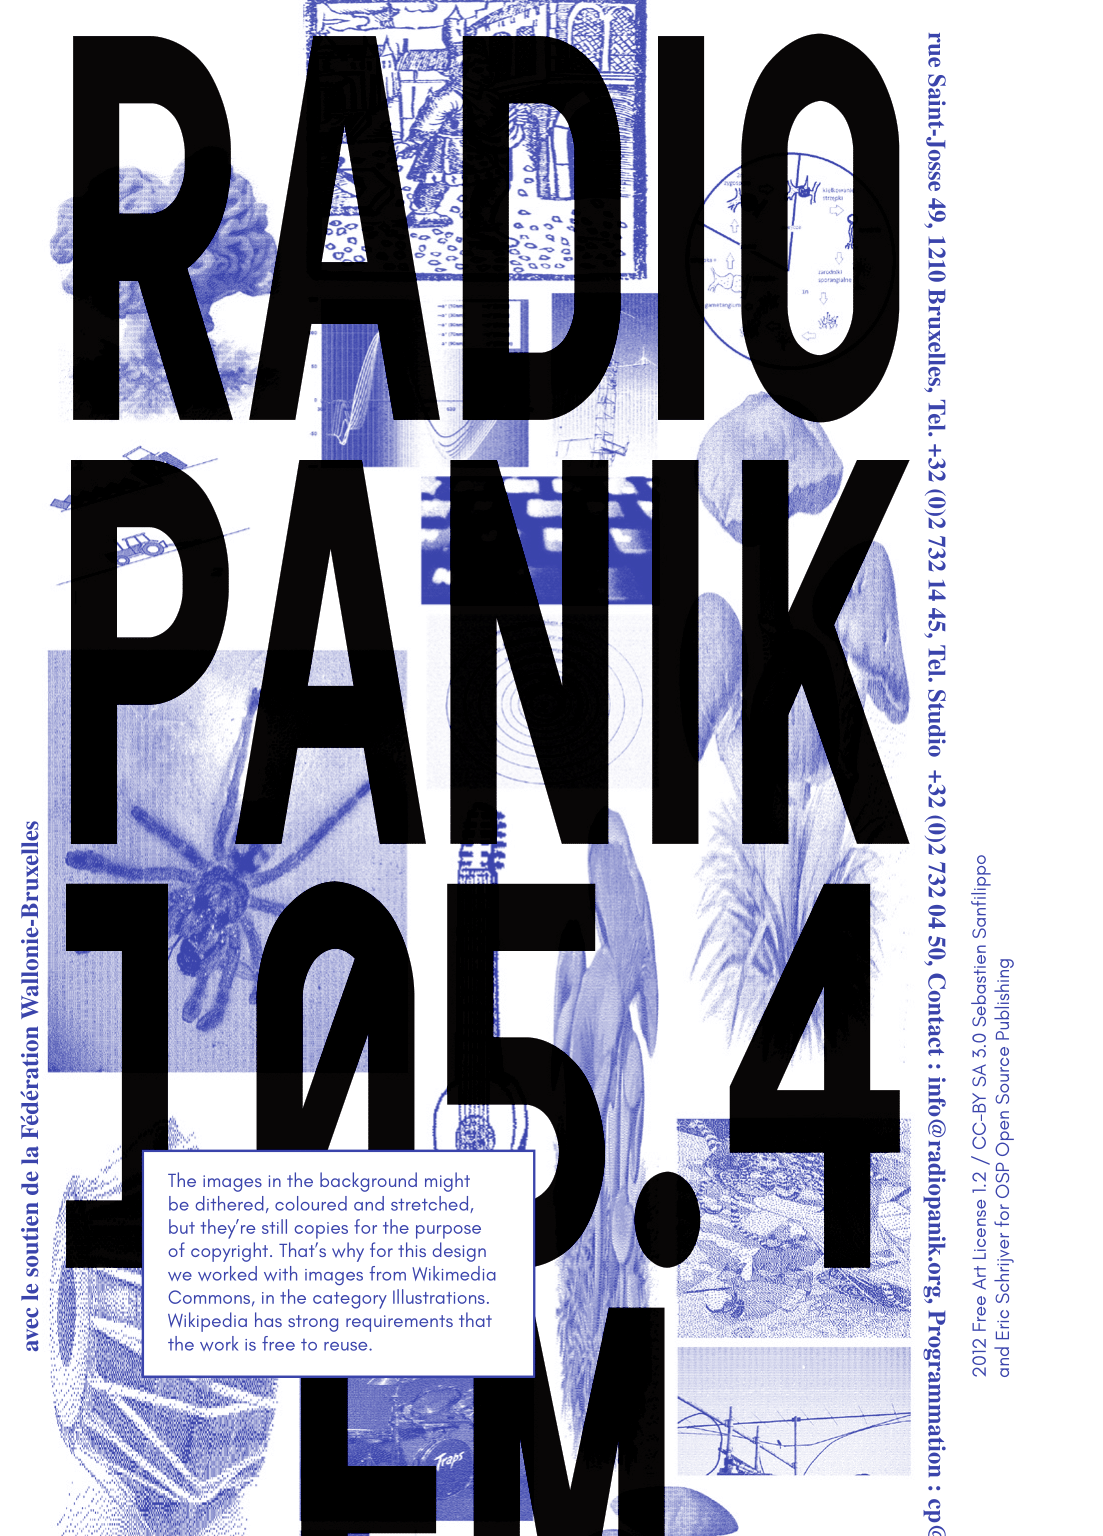 RADIO
PANIK
105.4
FM
rue Saint-Josse 49, 1210 Bruxelles, Tel. +32 (0)2 732 14 45, Tel. Studio +32 (0)2 732 04 50, Contact : info@radiopanik.org, Programmation : cp@
avec le soutien de la Fédération Wallonie-Bruxelles
2012 Free Art License 1.2 / CC-BY SA 3.0 Sebastien Sanfilippo
and Eric Schrijver for OSP Open Source Publishing
The images in the background might
be dithered, coloured and stretched,
but they're still copies for the purpose
of copyright. That's why for this design
we worked with images from Wikimedia
Commons, in the category Illustrations.
Wikipedia has strong requirements that
the work is free to reuse.
Traps
zarodniki
sporangialne